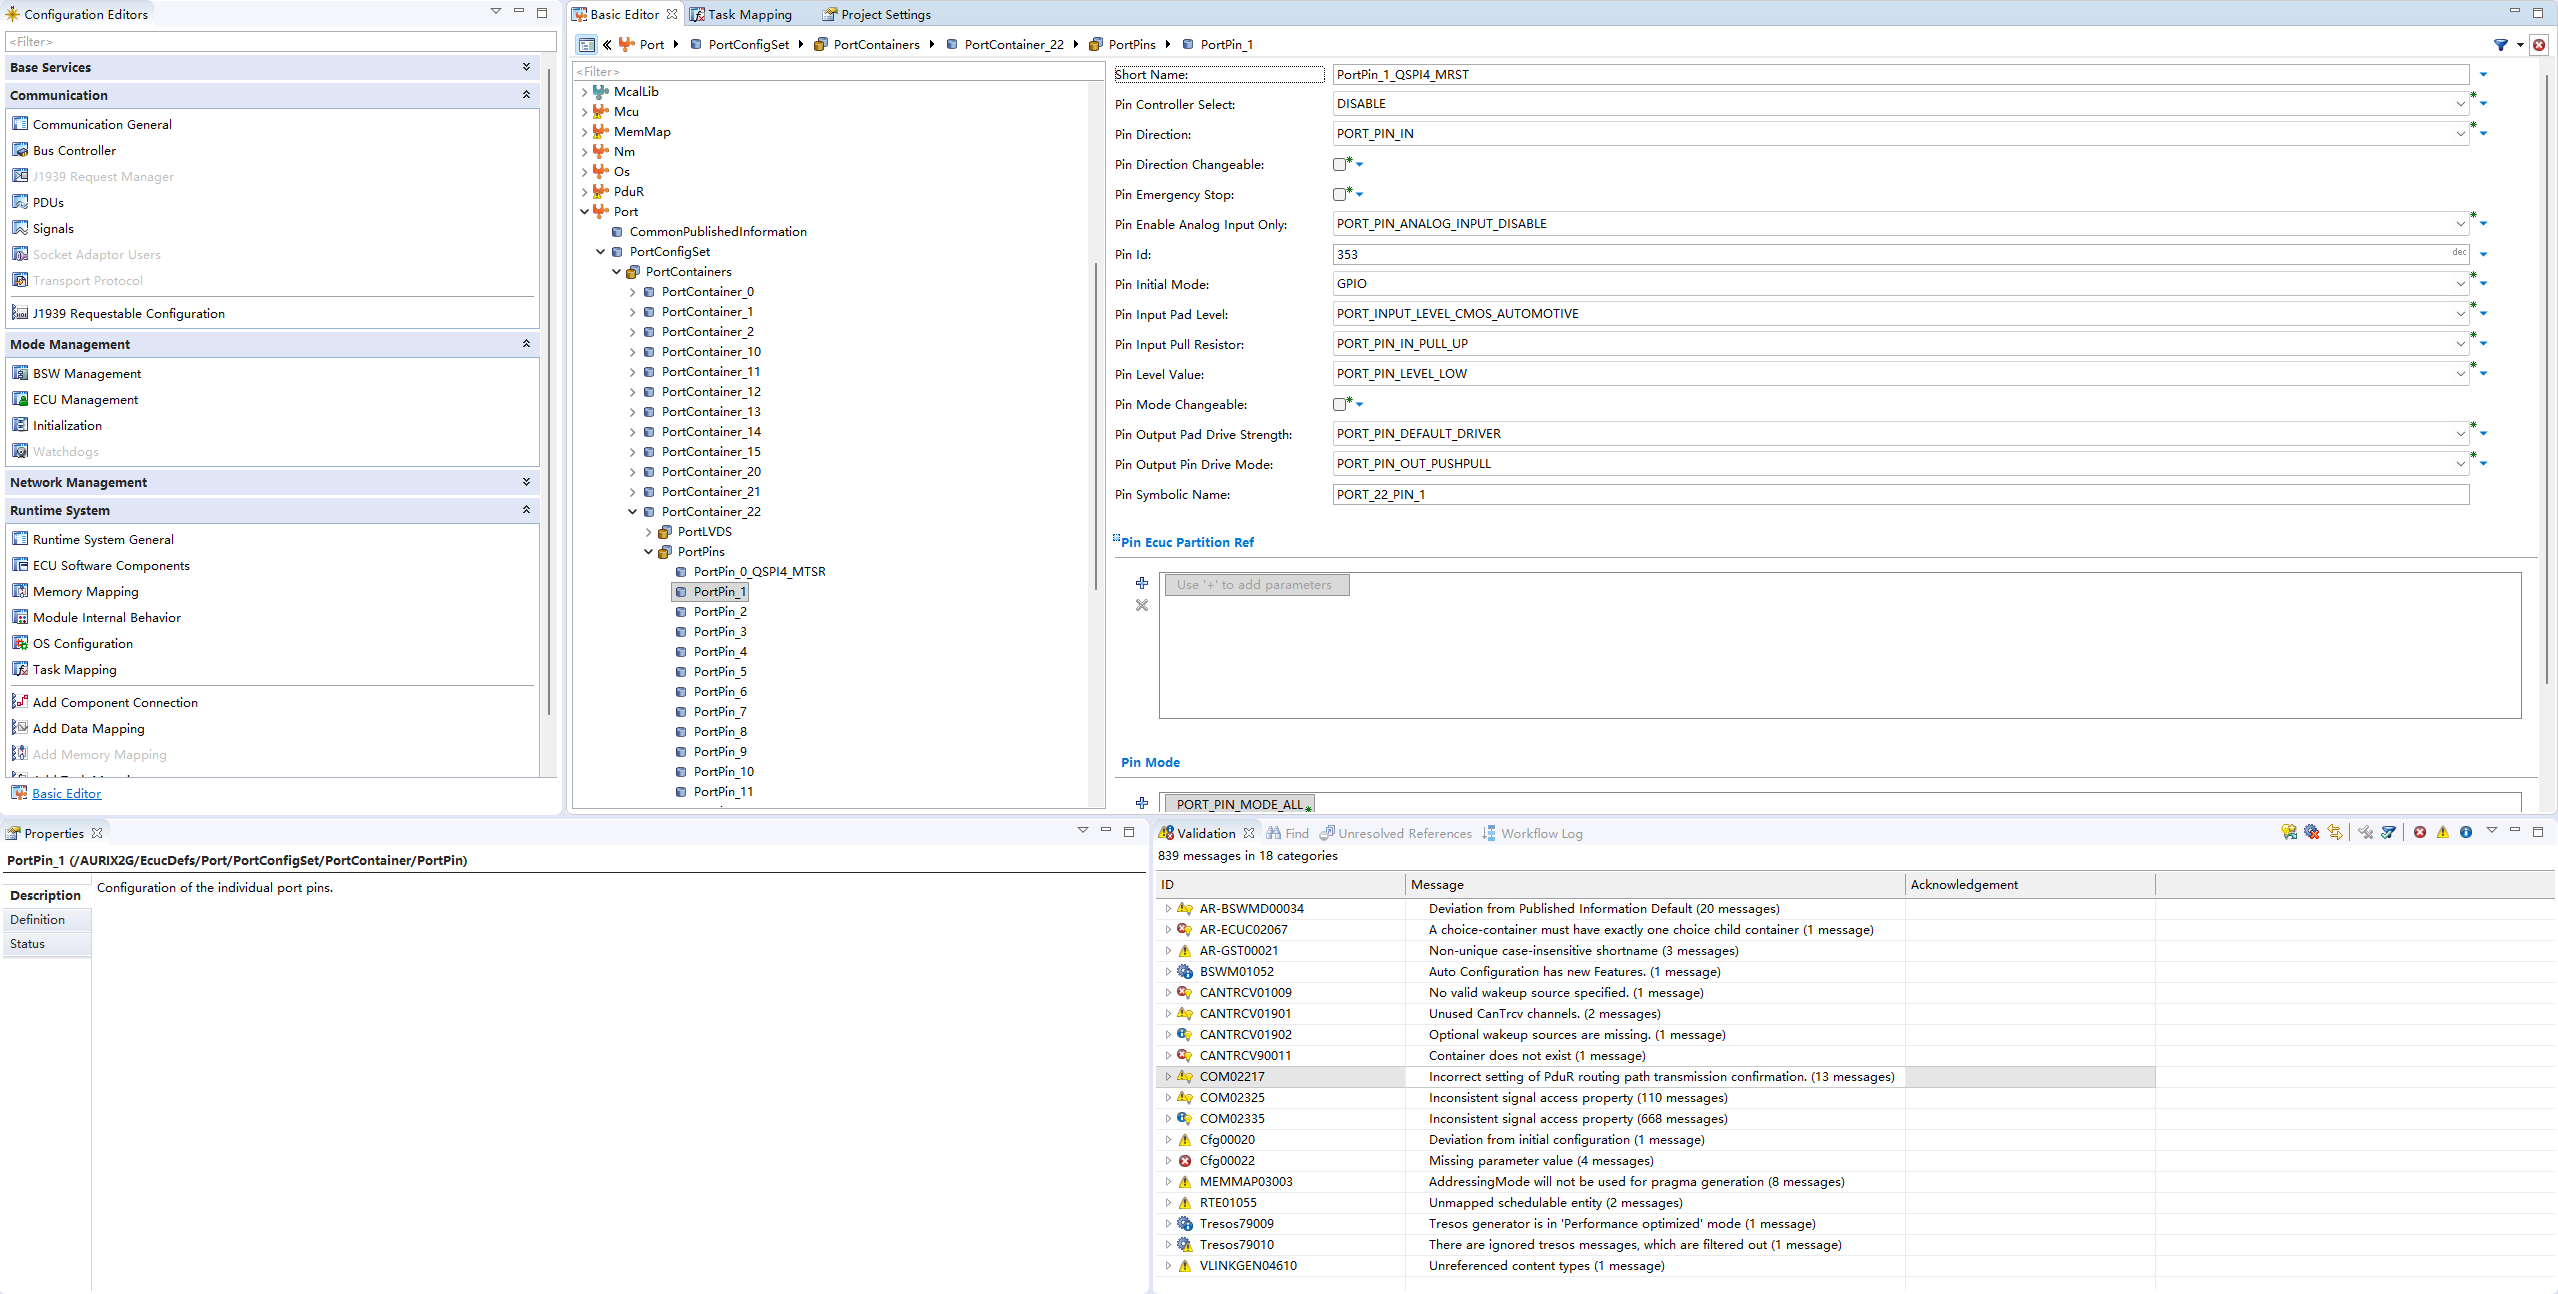 Configuration Editors
<Filter>
Base Services
Communication
Communication General
Bus Controller
J1939 Request Manager
PDUs
Signals
Socket Adaptor Users
Transport Protocol
J1939 Requestable Configuration
Mode Management
BSW Management
ECU Management
Initialization
Watchdogs
Network Management
Runtime System
Runtime System General
ECU Software Components
Memory Mapping
Module Internal Behavior
OS Configuration
Task Mapping
Add Component Connection
Add Data Mapping
Add Memory Mapping
Basic Editor
Basic Editor Task Mapping Project Settings
Port PortConfigSet PortContainers PortContainer_22 PortPins PortPin_1
<Filter>
McalLib
Mcu
MemMap
Nm
Os
PduR
Port
CommonPublishedInformation
PortConfigSet
PortContainers
PortContainer_0
PortContainer_1
PortContainer_2
PortContainer_10
PortContainer_11
PortContainer_12
PortContainer_13
PortContainer_14
PortContainer_15
PortContainer_20
PortContainer_21
PortContainer_22
PortLVDS
PortPins
PortPin_0_QSPI4_MTSR
PortPin_1
PortPin_2
PortPin_3
PortPin_4
PortPin_5
PortPin_6
PortPin_7
PortPin_8
PortPin_9
PortPin_10
PortPin_11
Short Name: PortPin_1_QSPI4_MRST
Pin Controller Select: DISABLE
Pin Direction: PORT_PIN_IN
Pin Direction Changeable:
Pin Emergency Stop:
Pin Enable Analog Input Only: PORT_PIN_ANALOG_INPUT_DISABLE
Pin Id: 353 dec
Pin Initial Mode: GPIO
Pin Input Pad Level: PORT_INPUT_LEVEL_CMOS_AUTOMOTIVE
Pin Input Pull Resistor: PORT_PIN_IN_PULL_UP
Pin Level Value: PORT_PIN_LEVEL_LOW
Pin Mode Changeable:
Pin Output Pad Drive Strength: PORT_PIN_DEFAULT_DRIVER
Pin Output Pin Drive Mode: PORT_PIN_OUT_PUSHPULL
Pin Symbolic Name: PORT_22_PIN_1
Pin Ecuc Partition Ref
Use '+' to add parameters
Pin Mode
PORT_PIN_MODE_ALL
Properties
PortPin_1 (/AURIX2G/EcucDefs/Port/PortConfigSet/PortContainer/PortPin)
Description
Definition
Status
Configuration of the individual port pins.
Validation Find Unresolved References Workflow Log
839 messages in 18 categories
ID Message Acknowledgement
AR-BSWMD00034 Deviation from Published Information Default (20 messages)
AR-ECUC02067 A choice-container must have exactly one choice child container (1 message)
AR-GST00021 Non-unique case-insensitive shortname (3 messages)
BSWM01052 Auto Configuration has new Features. (1 message)
CANTRCV01009 No valid wakeup source specified. (1 message)
CANTRCV01901 Unused CanTrcv channels. (2 messages)
CANTRCV01902 Optional wakeup sources are missing. (1 message)
CANTRCV90011 Container does not exist (1 message)
COM02217 Incorrect setting of PduR routing path transmission confirmation. (13 messages)
COM02325 Inconsistent signal access property (110 messages)
COM02335 Inconsistent signal access property (668 messages)
Cfg00020 Deviation from initial configuration (1 message)
Cfg00022 Missing parameter value (4 messages)
MEMMAP03003 AddressingMode will not be used for pragma generation (8 messages)
RTE01055 Unmapped schedulable entity (2 messages)
Tresos79009 Tresos generator is in 'Performance optimized' mode (1 message)
Tresos79010 There are ignored tresos messages, which are filtered out (1 message)
VLINKGEN04610 Unreferenced content types (1 message)